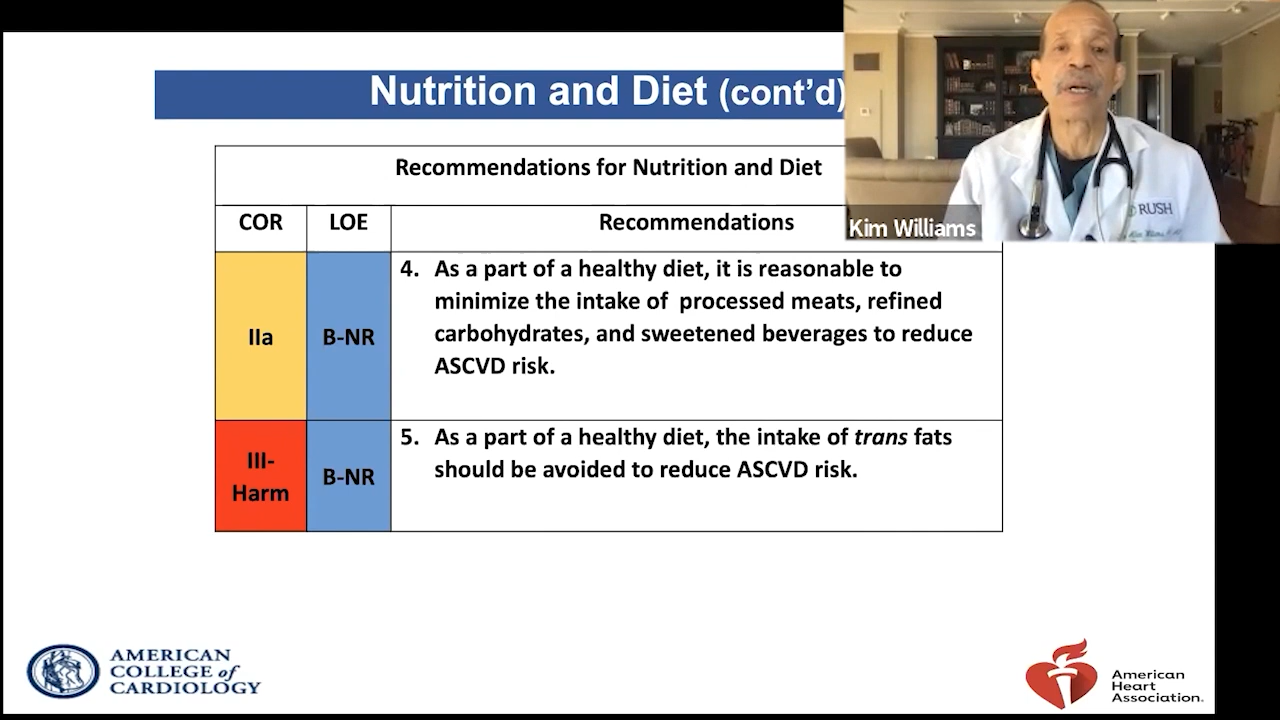 Nutrition and Diet (cont'd)
Recommendations for Nutrition and Diet
COR LOE Recommendations
IIa B-NR 4. As a part of a healthy diet, it is reasonable to
minimize the intake of processed meats, refined
carbohydrates, and sweetened beverages to reduce
ASCVD risk.
III-
Harm B-NR 5. As a part of a healthy diet, the intake of trans fats
should be avoided to reduce ASCVD risk.
Kim Williams
RUSH
AMERICAN
COLLEGE of
CARDIOLOGY
American
Heart
Association.